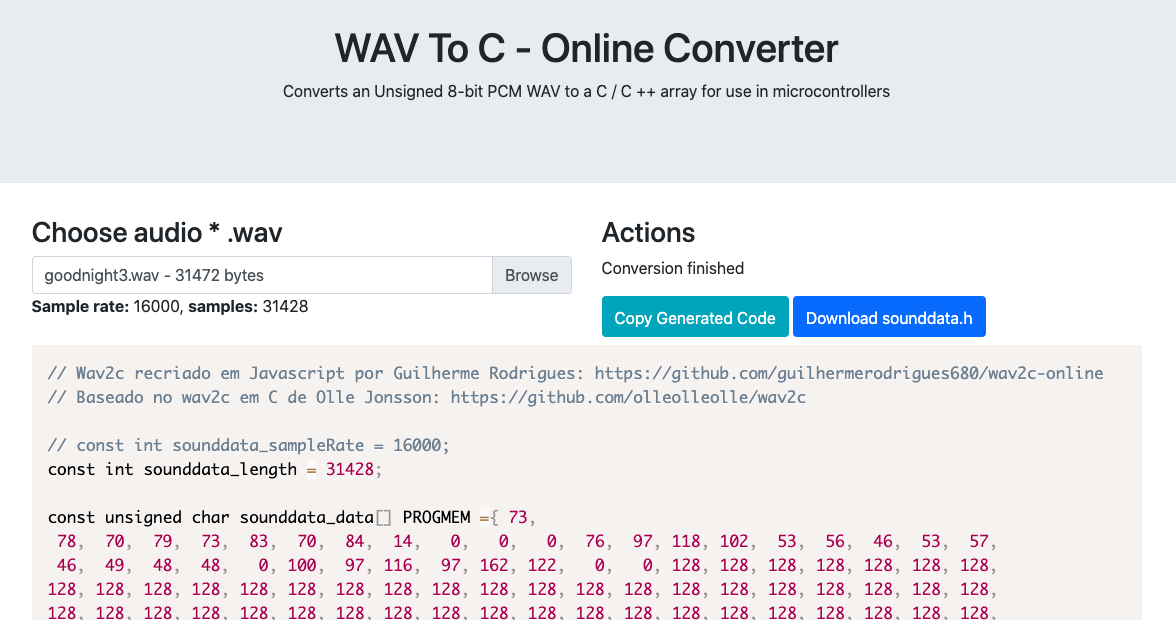 WAV To C - Online Converter
Converts an Unsigned 8-bit PCM WAV to a C / C ++ array for use in microcontrollers
Choose audio * .wav
goodnight3.wav - 31472 bytes
Browse
Sample rate: 16000, samples: 31428
Actions
Conversion finished
Copy Generated Code
Download sounddata.h
// Wav2c recriado em Javascript por Guilherme Rodrigues: https://github.com/guilhermerodrigues680/wav2c-online
// Baseado no wav2c em C de Olle Jonsson: https://github.com/olleolleolle/wav2c
// const int sounddata_sampleRate = 16000;
const int sounddata_length = 31428;
const unsigned char sounddata_data[] PROGMEM ={ 73,
78, 70, 79, 73, 83, 70, 84, 14, 0, 0, 0, 76, 97, 118, 102, 53, 56, 46, 53, 57,
46, 49, 48, 48, 0, 100, 97, 116, 97, 162, 122, 0, 0, 128, 128, 128, 128, 128, 128, 128,
128, 128, 128, 128, 128, 128, 128, 128, 128, 128, 128, 128, 128, 128, 128, 128, 128, 128, 128, 128,
128, 128, 128, 128, 128, 128, 128, 128, 128, 128, 128, 128, 128, 128, 128, 128, 128, 128, 128, 128,